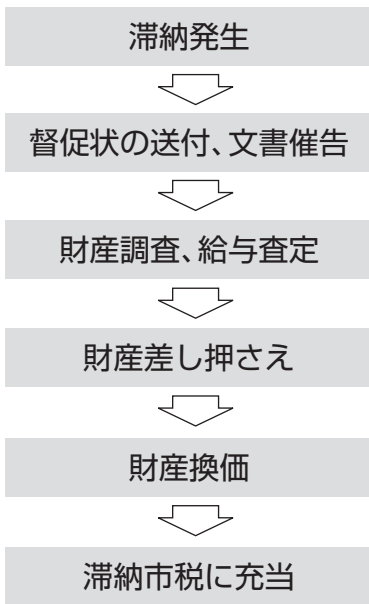 滞納発生
督促状の送付、文書催告
財産調査、給与査定
財産差し押さえ
財産換価
滞納市税に充当